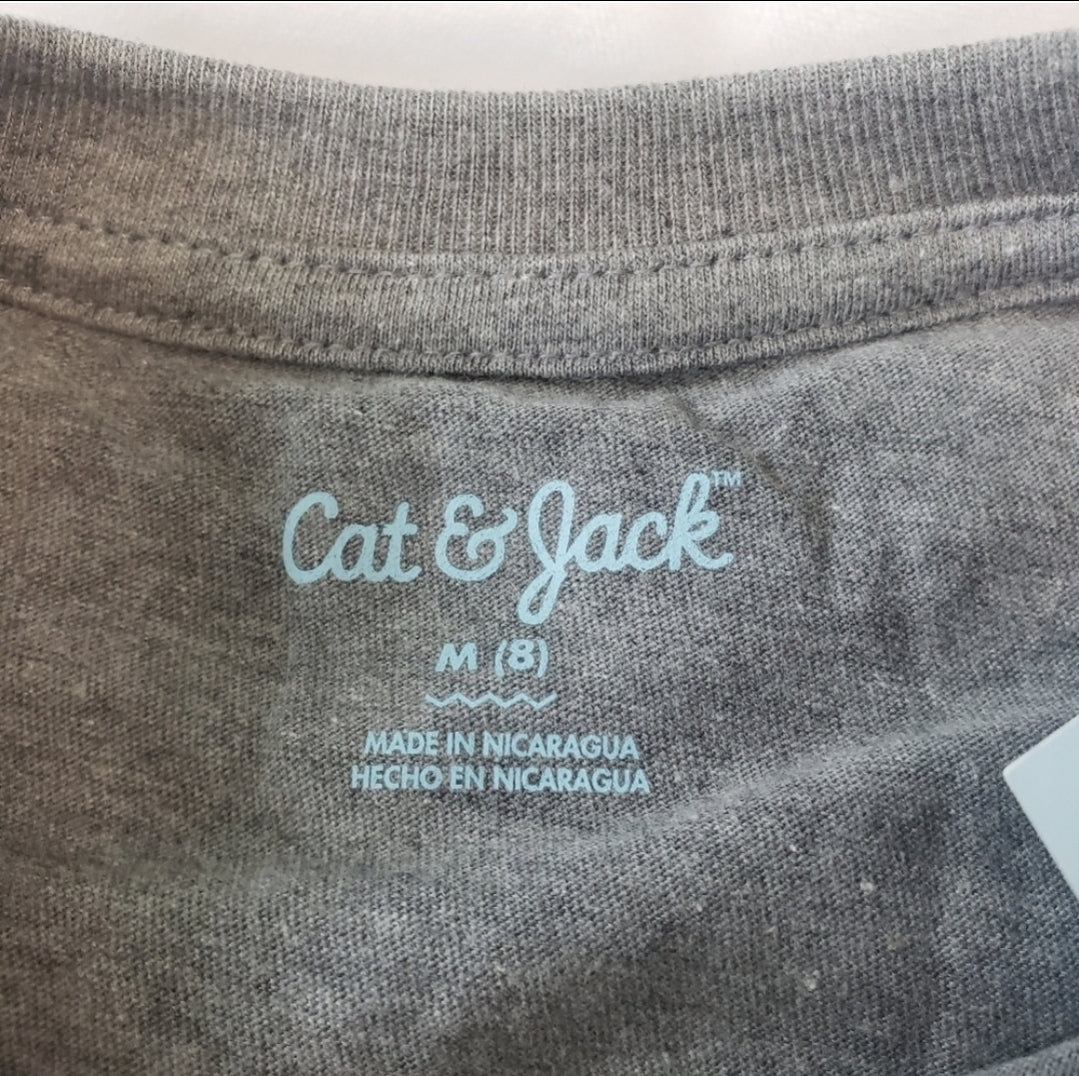 Cat & Jack™
M (8)
MADE IN NICARAGUA
HECHO EN NICARAGUA